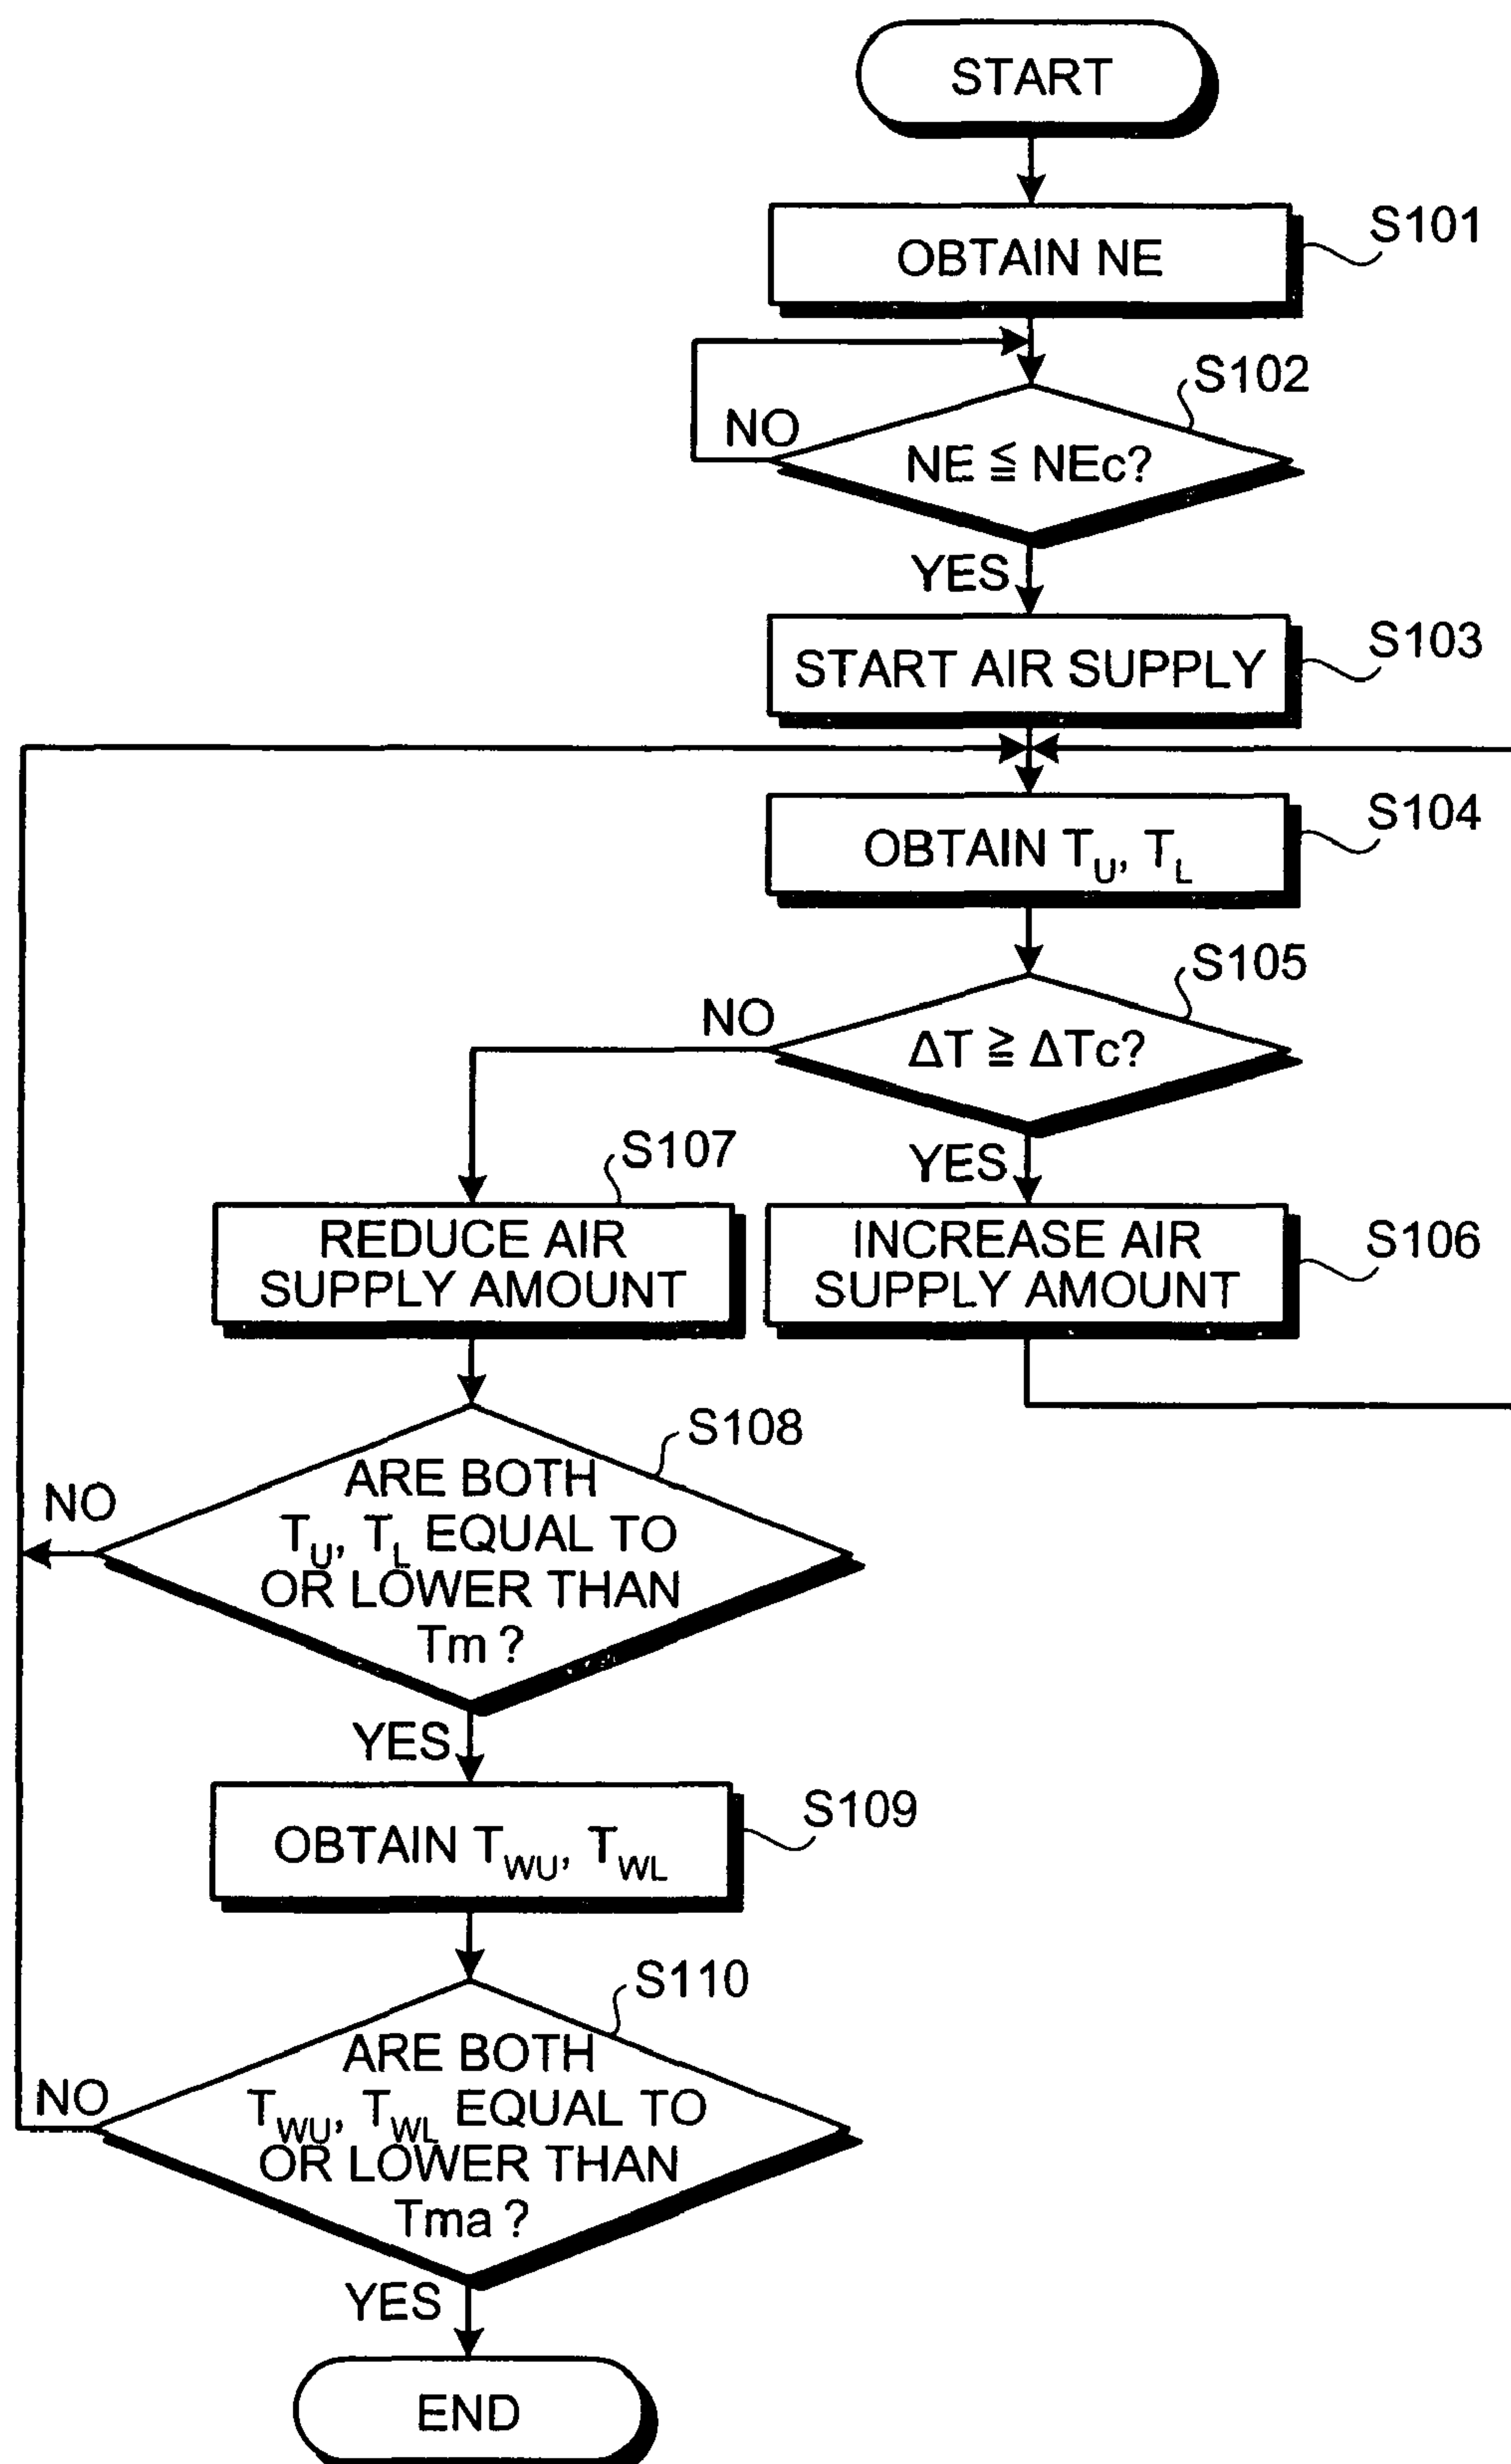 START
S101
OBTAIN NE
S102
NO
NE ≦ NEc?
YES
S103
START AIR SUPPLY
S104
OBTAIN TU, TL
S105
NO
ΔT ≧ ΔTc?
S107
YES
REDUCE AIR
SUPPLY AMOUNT
INCREASE AIR
SUPPLY AMOUNT
S106
S108
NO
ARE BOTH
TU, TL EQUAL TO
OR LOWER THAN
Tm ?
YES
S109
OBTAIN TWU, TWL
S110
NO
ARE BOTH
TWU, TWL EQUAL TO
OR LOWER THAN
Tma ?
YES
END